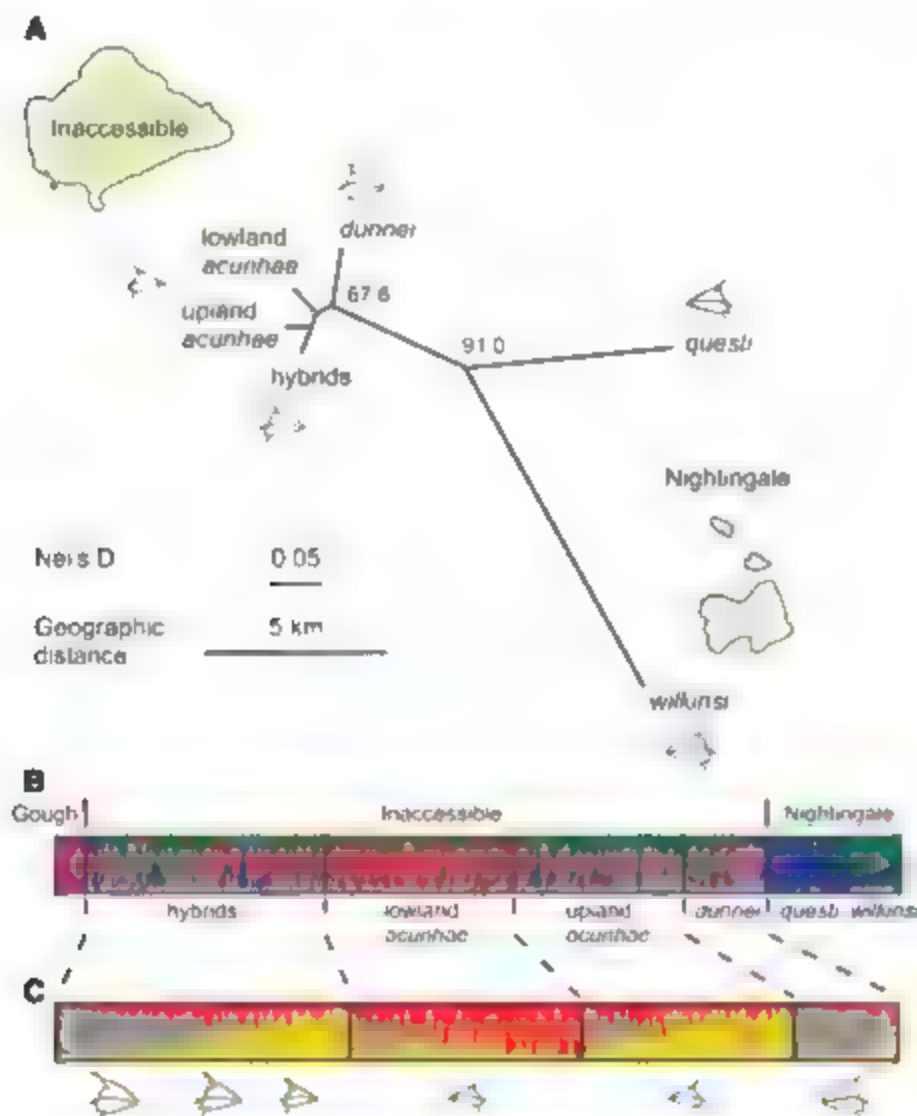 A
Inaccessible
dunnei
lowland
acunhae
67.6
upland
acunhae
91.0
questi
hybrids
Nightingale
Nei's D
0.05
Geographic
distance
5 km
wilkinsi
B
Gough
Inaccessible
Nightingale
hybrids
lowland
acunhae
upland
acunhae
dunnei
questi
wilkinsi
C